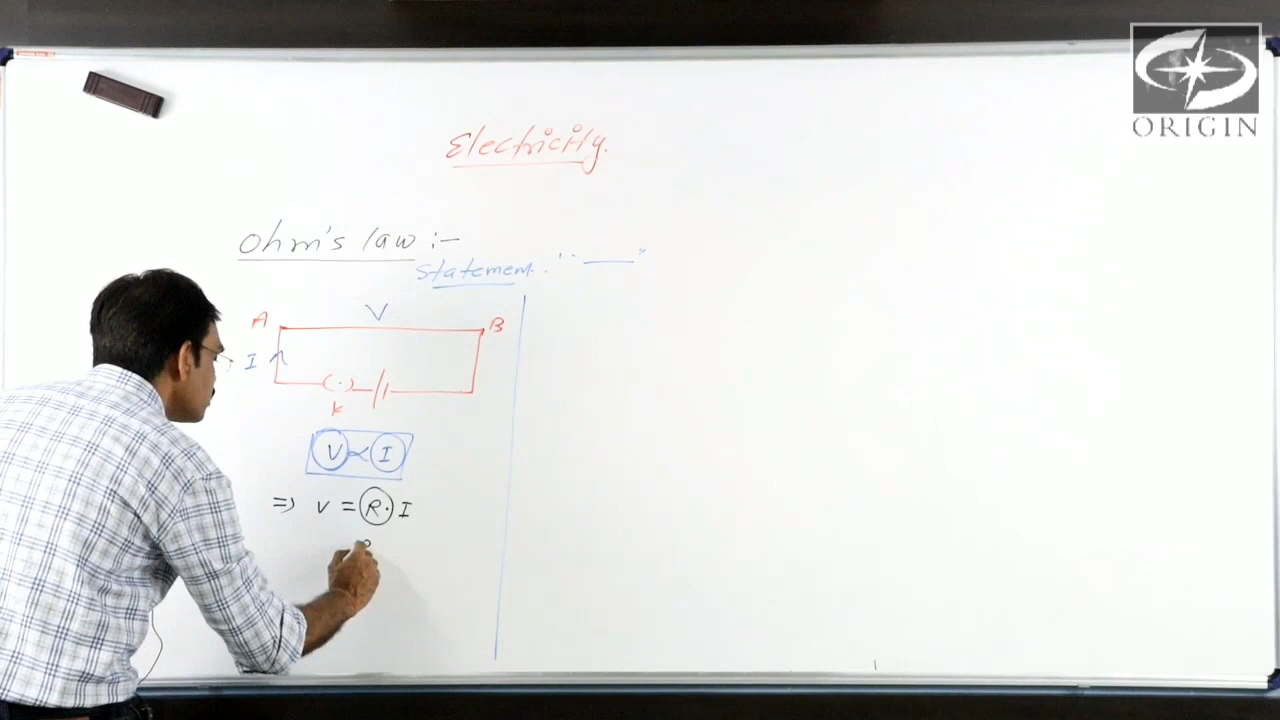 ORIGIN
Electricity.
Ohm's law :-
Statement. " ——— "
V
A B
I
K
V ∝ I
⇒ V = R. I